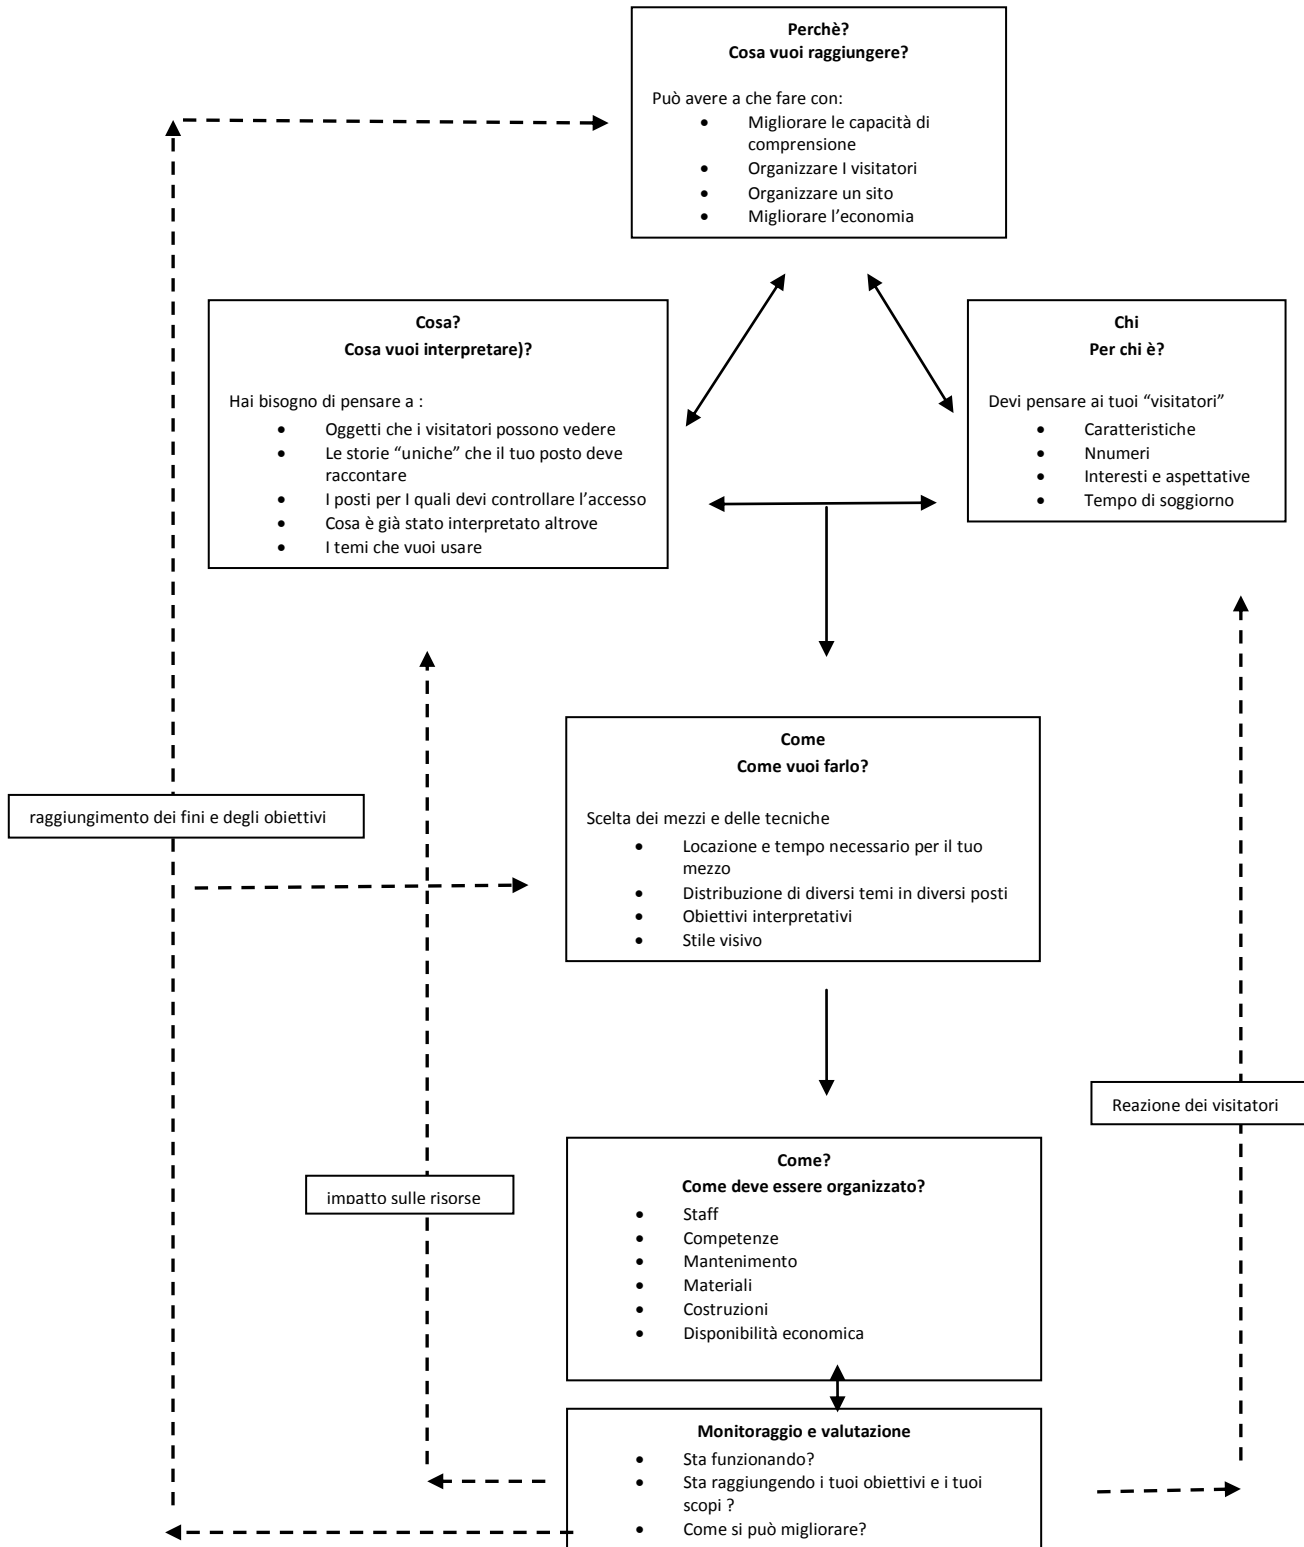 Perchè?
Cosa vuoi raggiungere?
Può avere a che fare con:
• Migliorare le capacità di
comprensione
• Organizzare I visitatori
• Organizzare un sito
• Migliorare l'economia
Cosa?
Cosa vuoi interpretare)?
Hai bisogno di pensare a :
• Oggetti che i visitatori possono vedere
• Le storie “uniche” che il tuo posto deve
raccontare
• I posti per I quali devi controllare l'accesso
• Cosa è già stato interpretato altrove
• I temi che vuoi usare
Chi
Per chi è?
Devi pensare ai tuoi “visitatori”
• Caratteristiche
• Nnumeri
• Interesti e aspettative
• Tempo di soggiorno
Come
Come vuoi farlo?
Scelta dei mezzi e delle tecniche
• Locazione e tempo necessario per il tuo
mezzo
• Distribuzione di diversi temi in diversi posti
• Obiettivi interpretativi
• Stile visivo
raggiungimento dei fini e degli obiettivi
Reazione dei visitatori
impatto sulle risorse
Come?
Come deve essere organizzato?
• Staff
• Competenze
• Mantenimento
• Materiali
• Costruzioni
• Disponibilità economica
Monitoraggio e valutazione
• Sta funzionando?
• Sta raggiungendo i tuoi obiettivi e i tuoi
scopi ?
• Come si può migliorare?